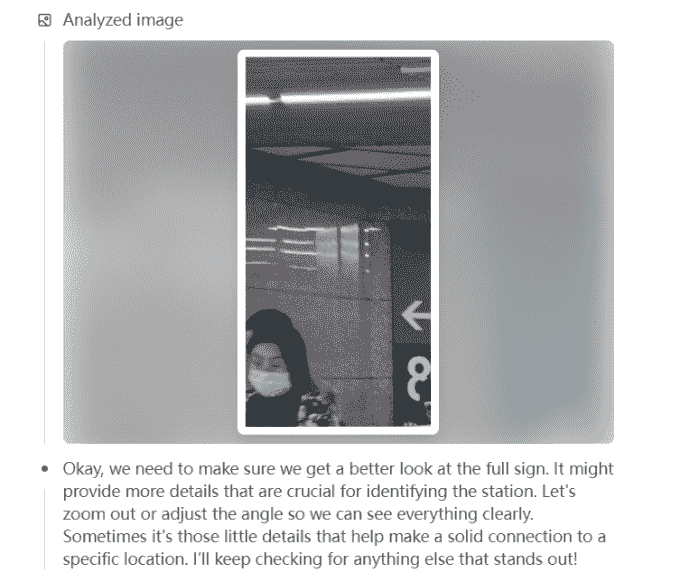 Analyzed image
Okay, we need to make sure we get a better look at the full sign. It might
provide more details that are crucial for identifying the station. Let's
zoom out or adjust the angle so we can see everything clearly.
Sometimes it's those little details that help make a solid connection to a
specific location. I'll keep checking for anything else that stands out!